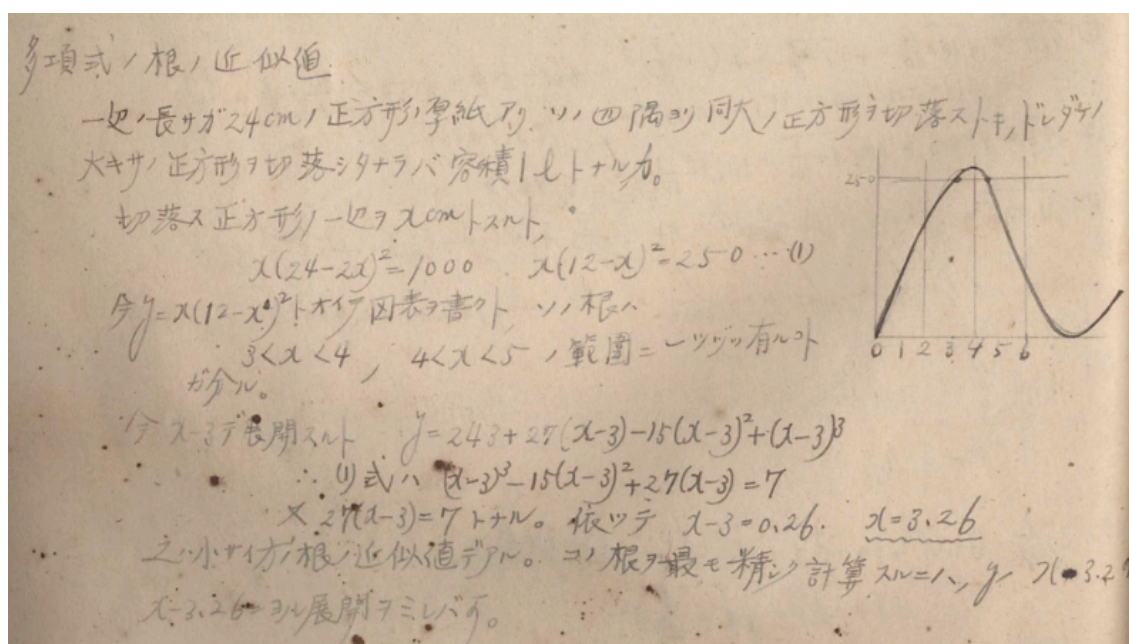 多項式ノ根ノ近似値
一辺ノ長サガ24cmノ正方形ノ厚紙アリ ソノ四隅ヨリ同大ノ正方形ヲ切落ストキ,ドレダケノ
大キサノ正方形ヲ切落シタナラバ容積1lトナルカ。
切落ス正方形ノ一辺ヲxcmトスルト,
x(24-2x)²=1000 x(12-x)²=250…(1)
今y=x(12-x)²トオイテ図表ヲ書クト,ソノ根ハ
3<x<4, 4<x<5ノ範囲ニ一ツヅツ有ルコト
ガ分ル。
今x-3デ展開スルト y=243+27(x-3)-15(x-3)²+(x-3)³
∴(1)式ハ (x-3)³-15(x-3)²+27(x-3)=7
27(x-3)=7トナル。依ツテ x-3=0.26. x=3.26
之ハ小サイ方ノ根ノ近似値デアル。コノ根ヲ最モ精シク計算スルニハ,y
x-3.26ニヨル展開ヲミレバ可。
250
0 1 2 3 4 5 6